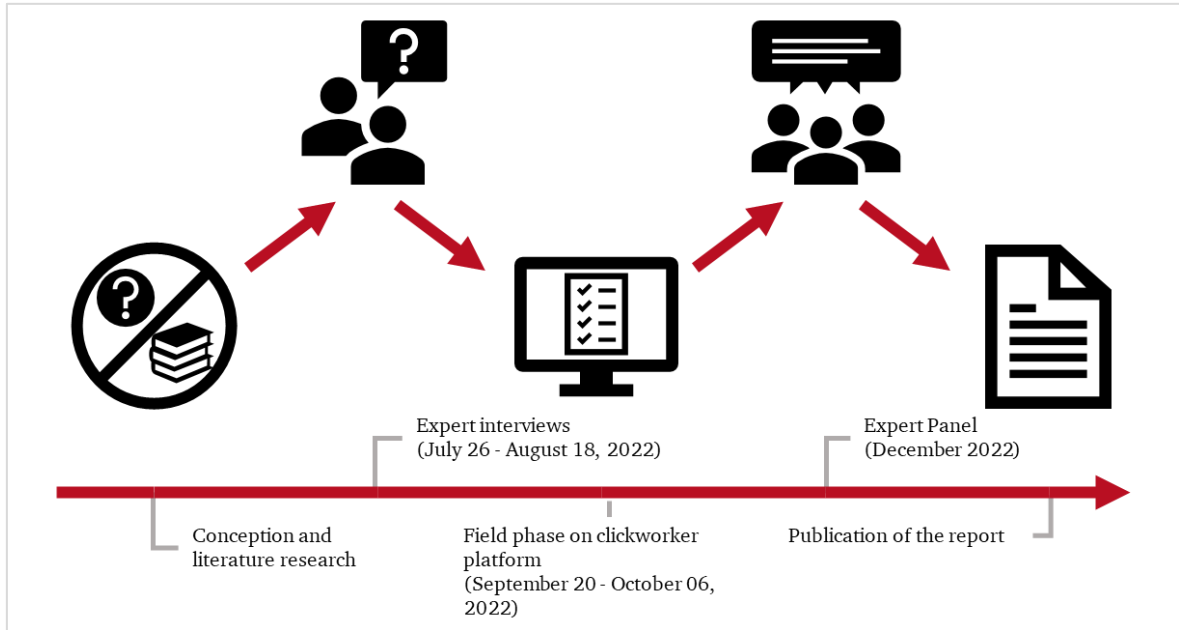 Expert interviews
(July 26 - August 18, 2022)
Expert Panel
(December 2022)
Conception and
literature research
Field phase on clickworker
platform
(September 20 - October 06,
2022)
Publication of the report